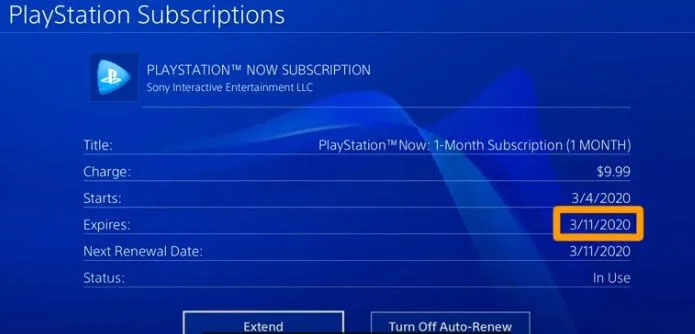 PlayStation Subscriptions
PLAYSTATION™ NOW SUBSCRIPTION
Sony Interactive Entertainment LLC
Title: PlayStation™Now: 1-Month Subscription (1 MONTH)
Charge: $9.99
Starts: 3/4/2020
Expires: 3/11/2020
Next Renewal Date: 3/11/2020
Status: In Use
Extend Turn Off Auto-Renew